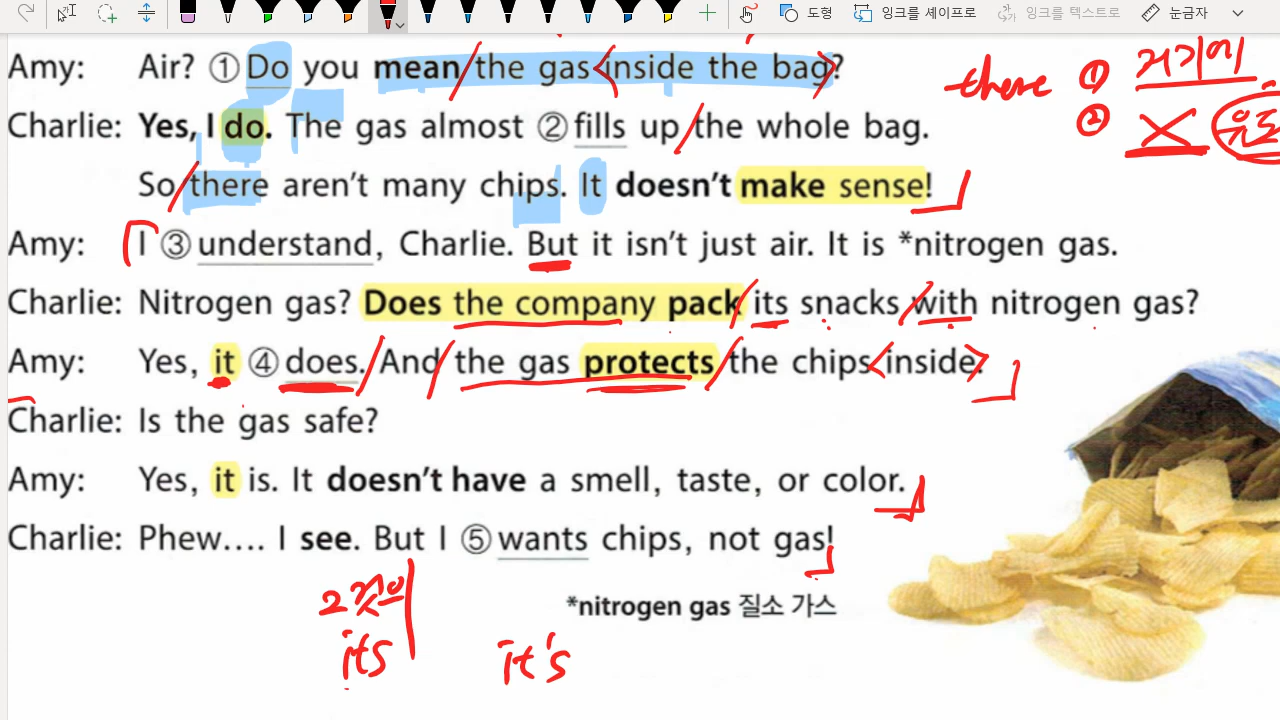 도형 잉크를 셰이프로 잉크를 텍스트로 눈금자
Amy: Air? ① Do you mean the gas inside the bag?
there ① 거기에
Charlie: Yes, I do. The gas almost ② fills up the whole bag.
② X 유도
So there aren't many chips. It doesn't make sense!
Amy: I ③ understand, Charlie. But it isn't just air. It is *nitrogen gas.
Charlie: Nitrogen gas? Does the company pack its snacks with nitrogen gas?
Amy: Yes, it ④ does. And the gas protects the chips inside.
Charlie: Is the gas safe?
Amy: Yes, it is. It doesn't have a smell, taste, or color.
Charlie: Phew.... I see. But I ⑤ wants chips, not gas!
*nitrogen gas 질소 가스
its it's